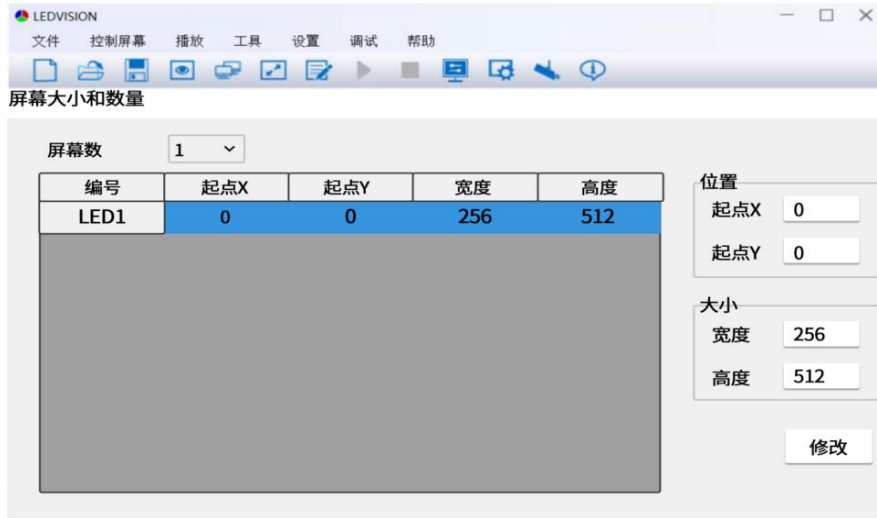 LEDVISION
文件 控制屏幕 播放 工具 设置 调试 帮助
屏幕大小和数量
屏幕数 1
编号 起点X 起点Y 宽度 高度
LED1 0 0 256 512
位置
起点X 0
起点Y 0
大小
宽度 256
高度 512
修改